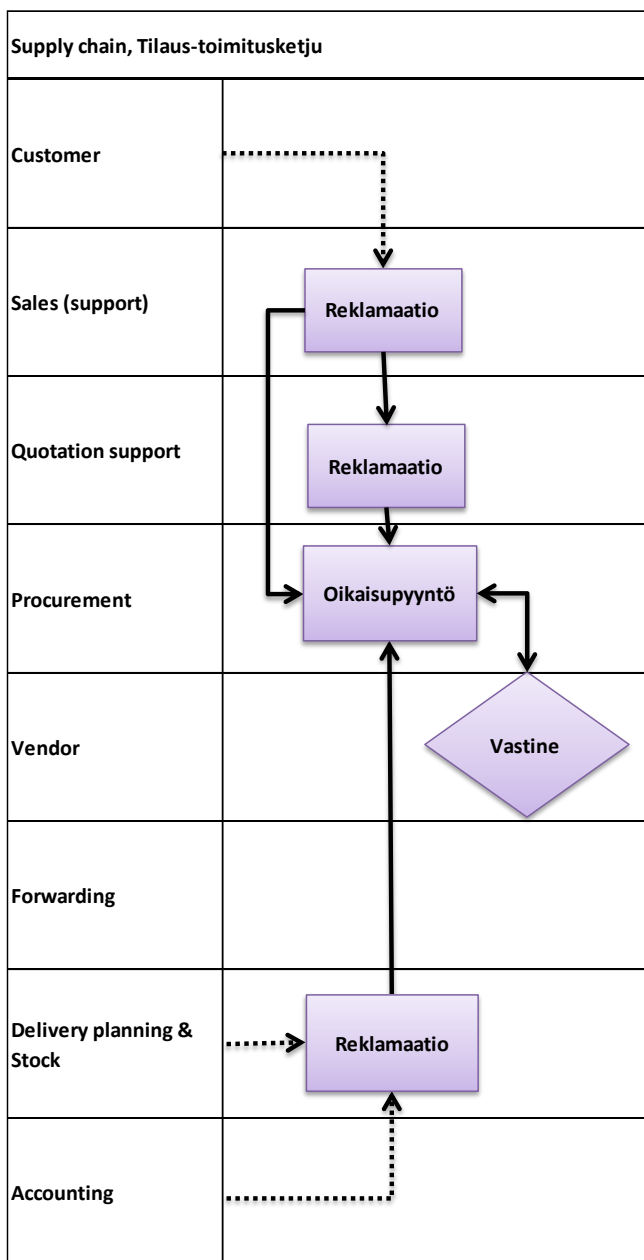 Supply chain, Tilaus-toimitusketju
Customer
Sales (support)
Reklamaatio
Quotation support
Reklamaatio
Procurement
Oikaisupyyntö
Vendor
Vastine
Forwarding
Delivery planning &
Stock
Reklamaatio
Accounting